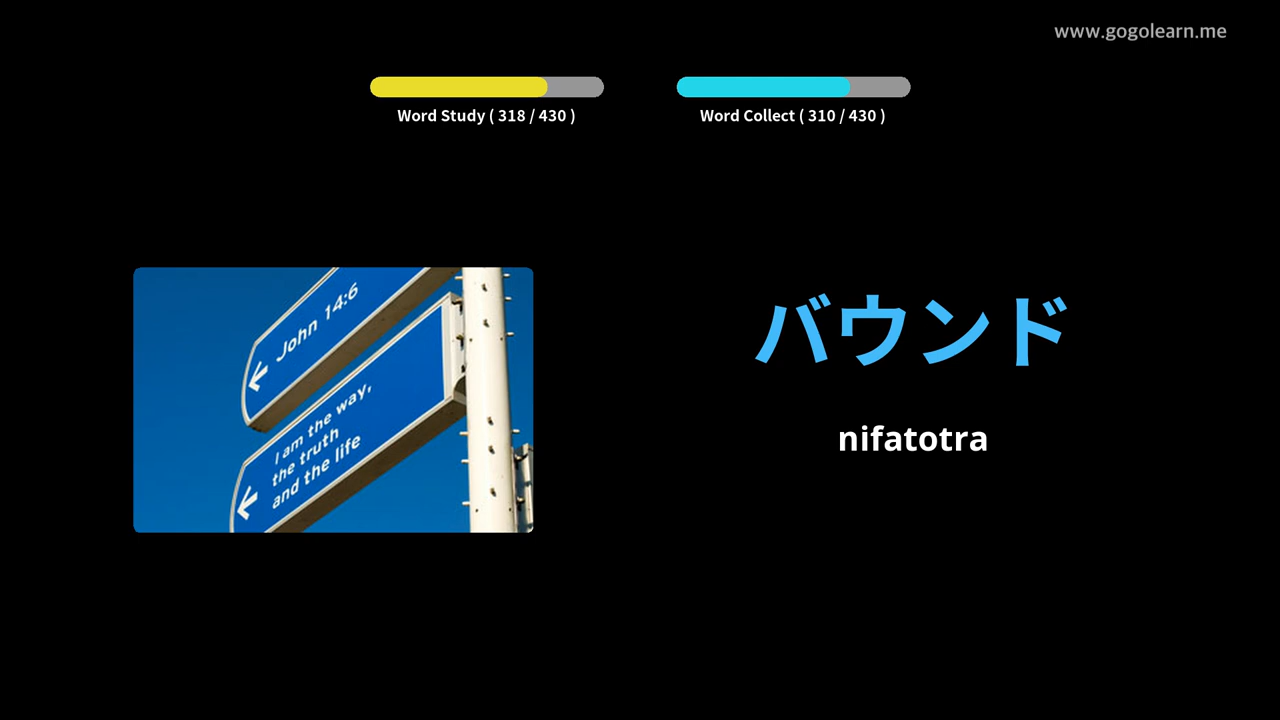 www.gogolearn.me
Word Study ( 318 / 430 )
Word Collect ( 310 / 430 )
John 14:6
I am the way,
the truth
and the life
バウンド
nifatotra